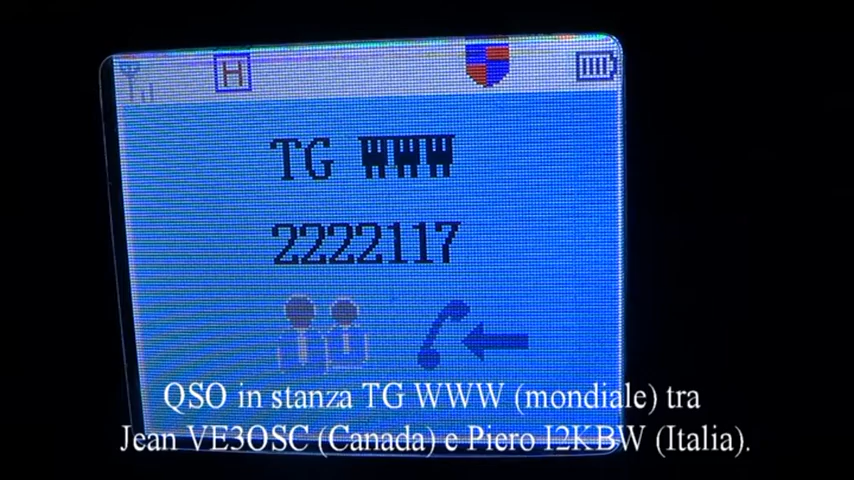 H
TG WWW
2222117
QSO in stanza TG WWW (mondiale) tra
Jean VE3OSC (Canada) e Piero I2KBW (Italia).